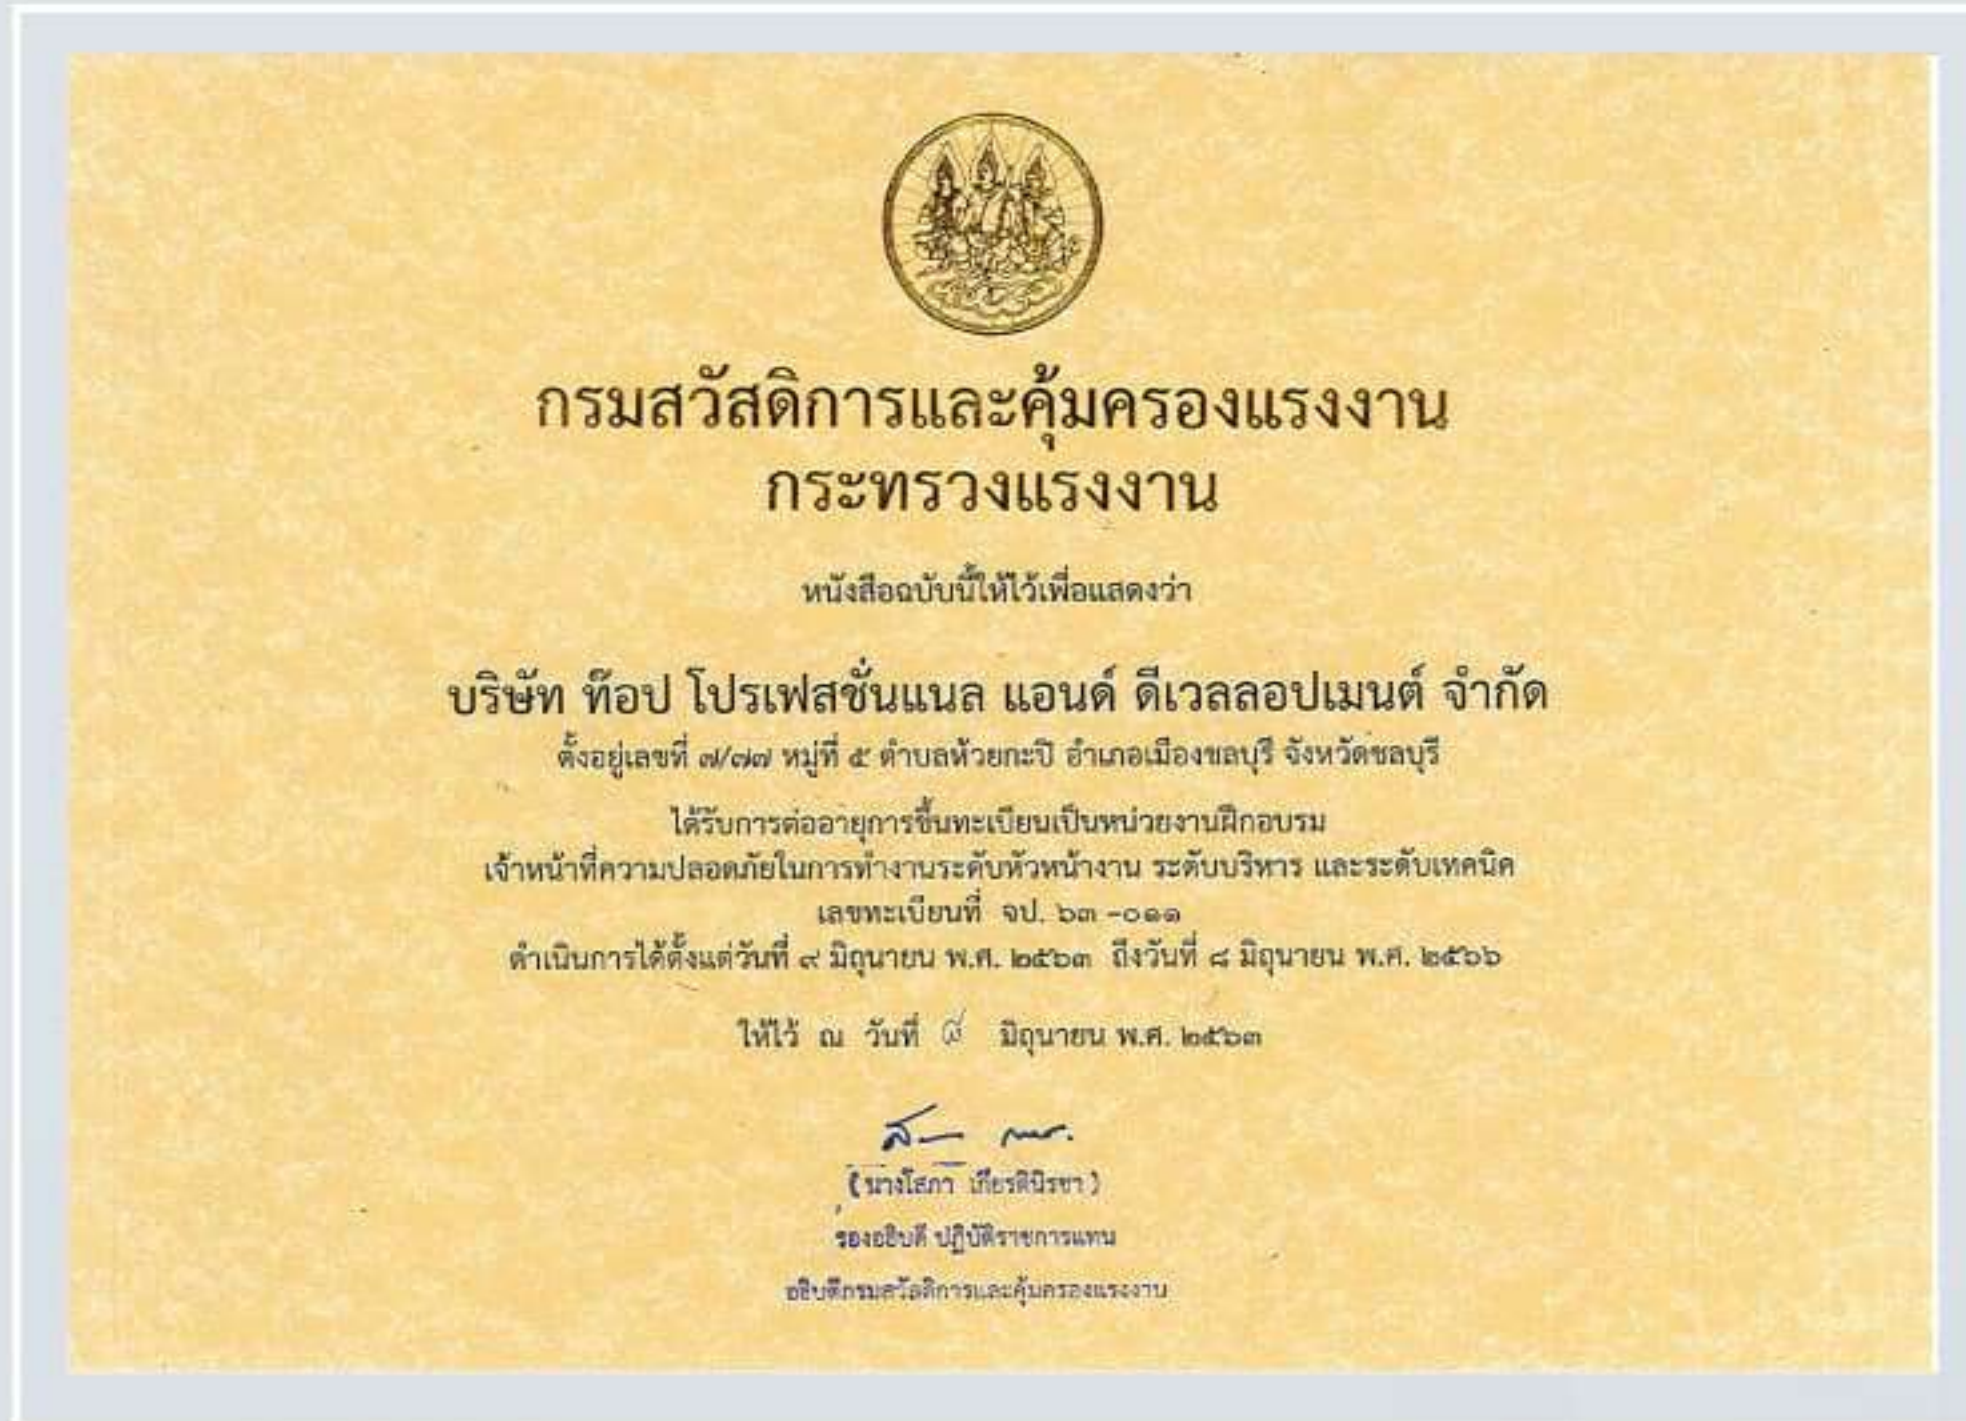 กรมสวัสดิการและคุ้มครองแรงงาน
กระทรวงแรงงาน
หนังสือฉบับนี้ให้ไว้เพื่อแสดงว่า
บริษัท ท๊อป โปรเฟสชั่นแนล แอนด์ ดีเวลลอปเมนต์ จำกัด
ตั้งอยู่เลขที่ ๗/๗๗ หมู่ที่ ๕ ตำบลห้วยกะปิ อำเภอเมืองชลบุรี จังหวัดชลบุรี
ได้รับการต่ออายุการขึ้นทะเบียนเป็นหน่วยงานฝึกอบรม
เจ้าหน้าที่ความปลอดภัยในการทำงานระดับหัวหน้างาน ระดับบริหาร และระดับเทคนิค
เลขทะเบียนที่ จป. ๖๓ -๐๑๑
ดำเนินการได้ตั้งแต่วันที่ ๙ มิถุนายน พ.ศ. ๒๕๖๓ ถึงวันที่ ๘ มิถุนายน พ.ศ. ๒๕๖๖
ให้ไว้ ณ วันที่ ๘ มิถุนายน พ.ศ. ๒๕๖๓
(นางโสภา เกียรตินิรชา)
รองอธิบดี ปฏิบัติราชการแทน
อธิบดีกรมสวัสดิการและคุ้มครองแรงงาน